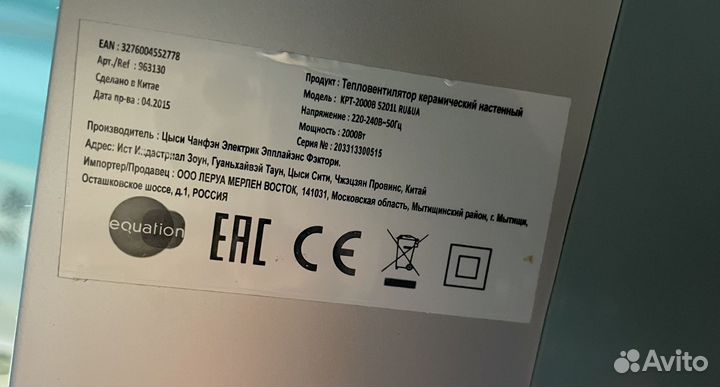 EAN : 3276004552778
Арт./Ref : 963130
Сделано в Китае
Дата пр-ва : 04.2015
Продукт : Тепловентилятор керамический настенный
Модель : KPT-2000B 5201L RU&UA
Напряжение : 220-240В~50Гц
Мощность : 2000Вт
Серия № : 203313300515
Производитель : Цыси Чанфэн Электрик Эпплайэнс Фэктори.
Адрес: Ист Индастриал Зоун, Гуаньхайвэй Таун, Цыси Сити, Чжэцзян Провинс, Китай
Импортер/Продавец : ООО ЛЕРУА МЕРЛЕН ВОСТОК, 141031, Московская область, Мытищинский район, г. Мытищи,
Осташковское шоссе, д.1, РОССИЯ
equation
EAC CE
Avito